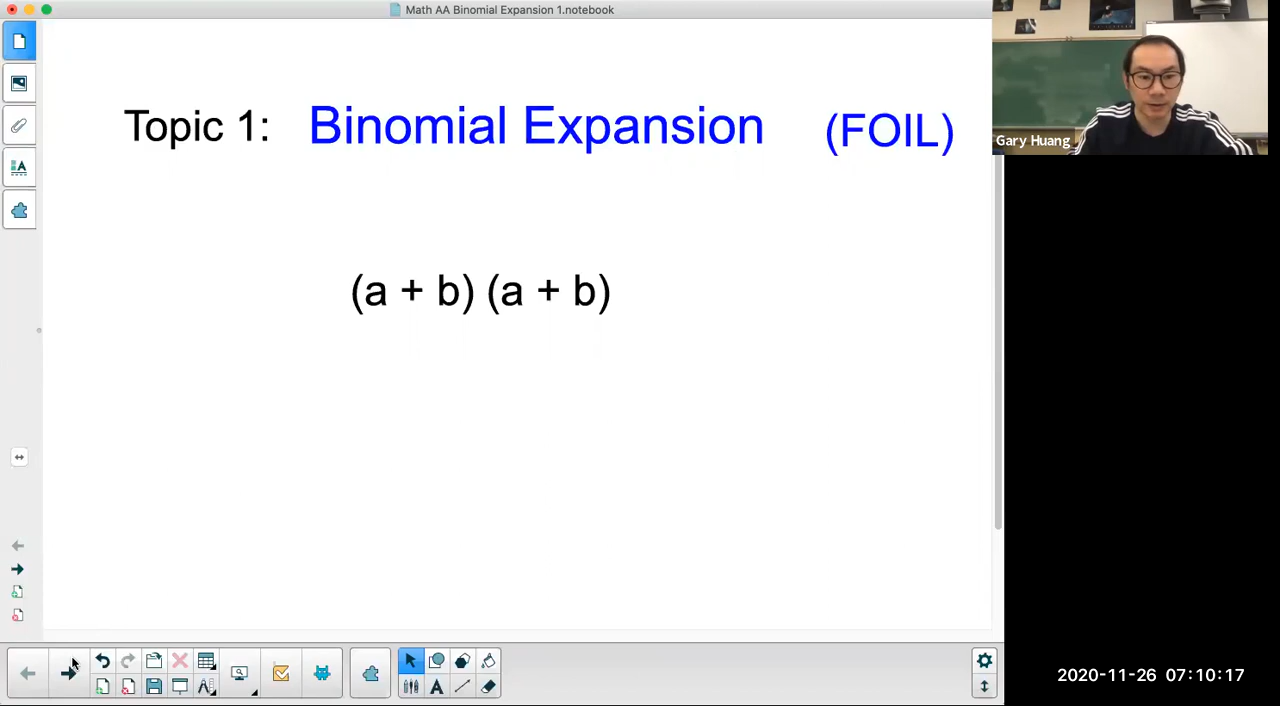 Math AA Binomial Expansion 1.notebook
Topic 1: Binomial Expansion (FOIL)
Gary Huang
(a + b) (a + b)
2020-11-26 07:10:17